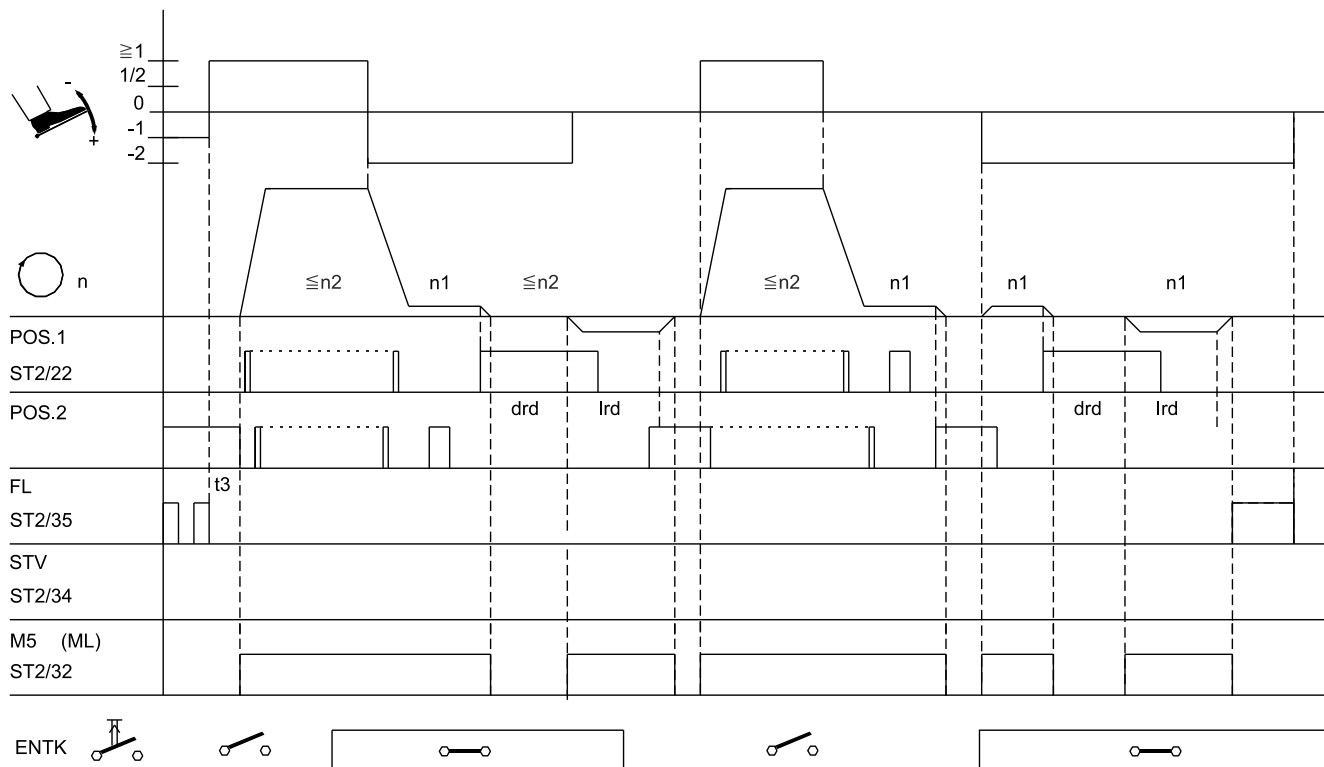 ≧1
1/2
0
-1
-2
-
+
n
≦n2 n1 ≦n2 ≦n2 n1 n1 n1
POS.1
ST2/22
POS.2 drd lrd drd lrd
FL t3
ST2/35
STV
ST2/34
M5 (ML)
ST2/32
ENTK